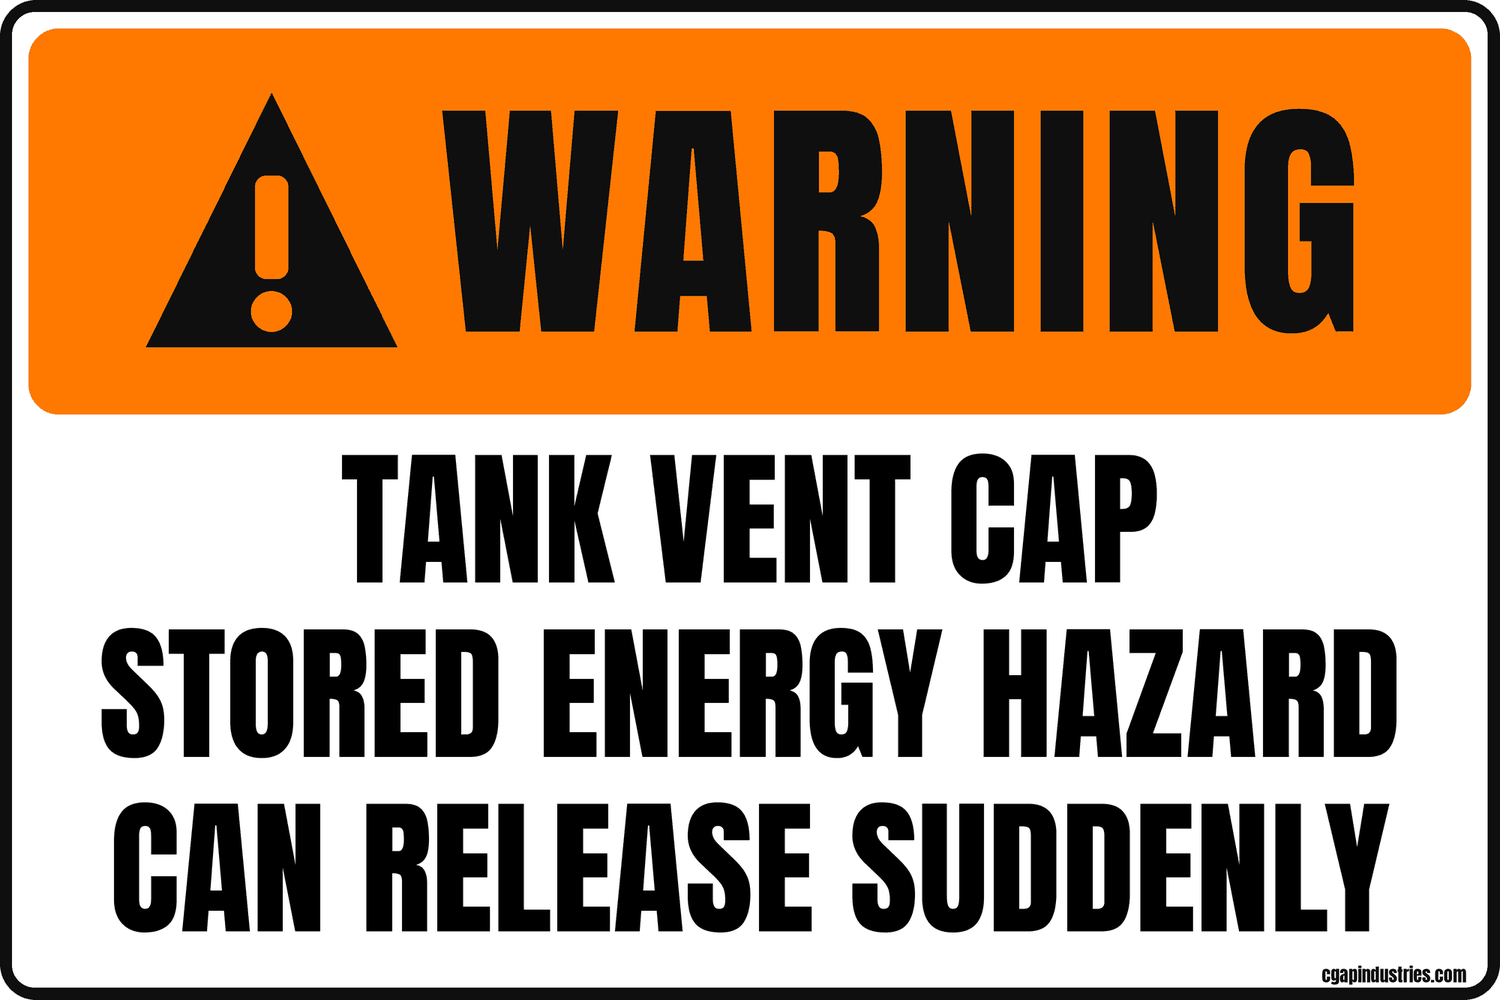 WARNING
TANK VENT CAP
STORED ENERGY HAZARD
CAN RELEASE SUDDENLY
cgapindustries.com